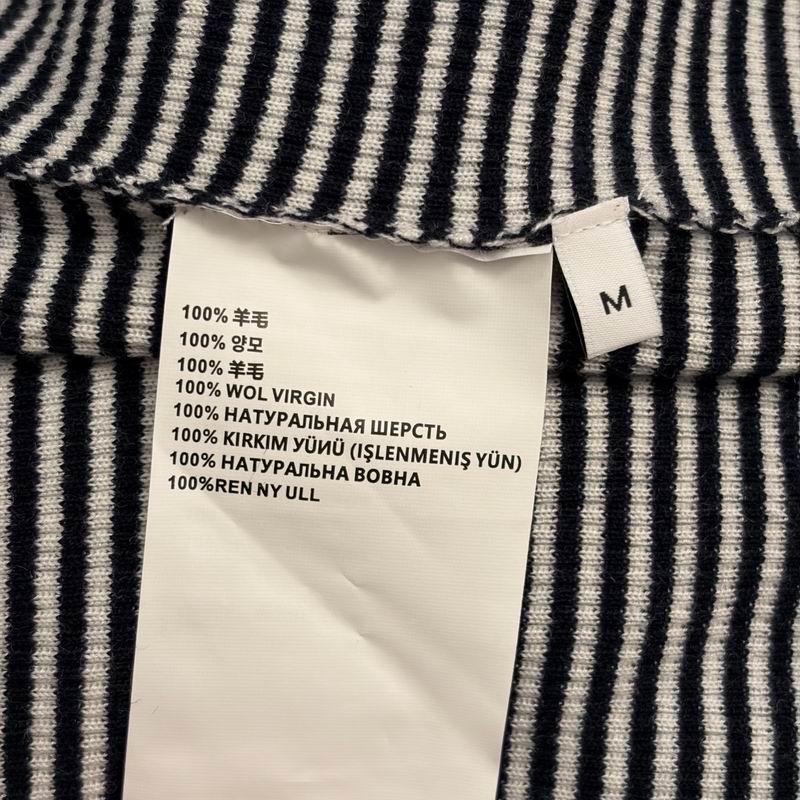 100% 羊毛
100% 양모
100% 羊毛
100% WOL VIRGIN
100% НАТУРАЛЬНАЯ ШЕРСТЬ
100% KIRKIM YÜИÜ (IŞLENMENIŞ YÜN)
100% НАТУРАЛЬНА ВОВНА
100%REN NY ULL
M